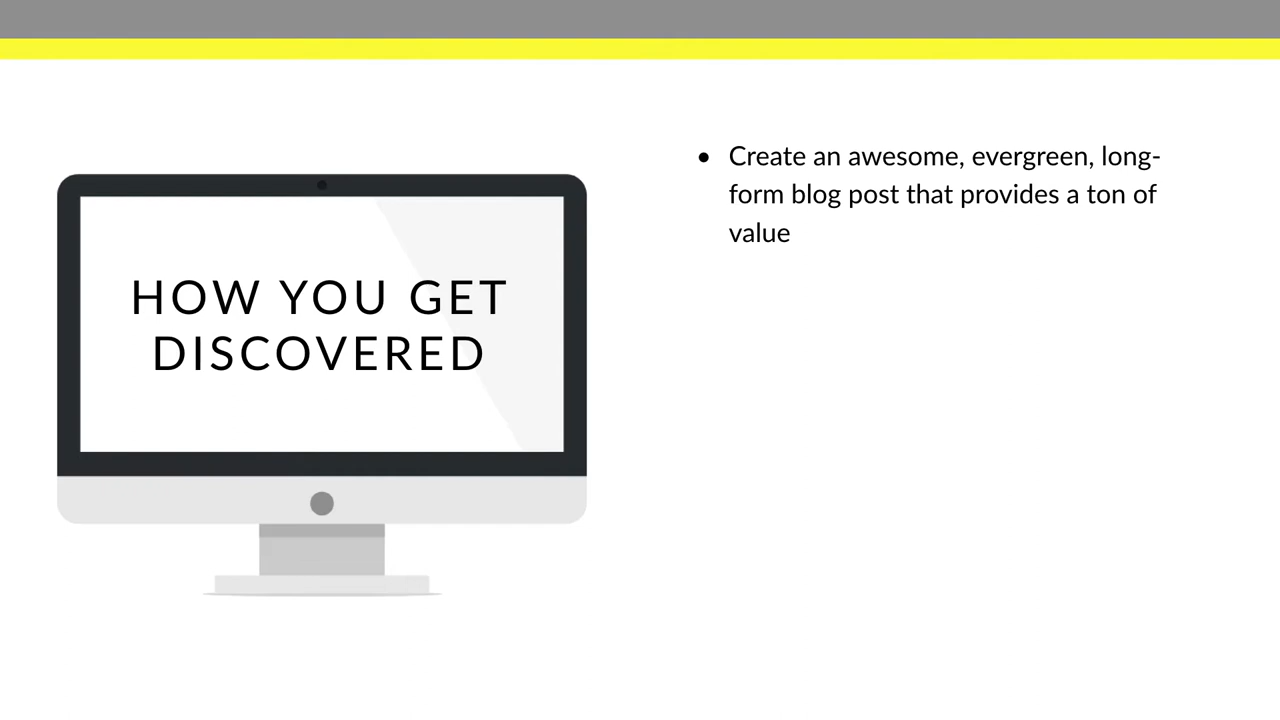 HOW YOU GET
DISCOVERED
• Create an awesome, evergreen, long-
form blog post that provides a ton of
value